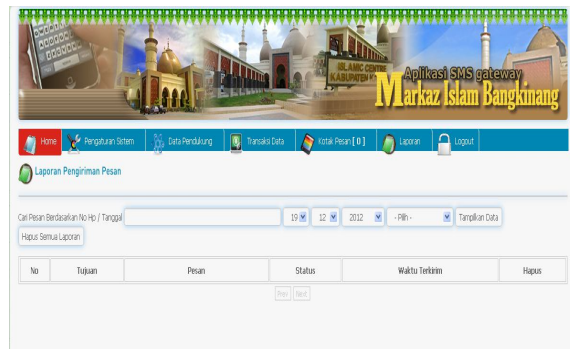 ISLAMIC CENTRE
KABUPATEN
Aplikasi SMS gateway
Markaz Islam Bangkinang
Home Pengaturan Sistem Data Pendukung Transaksi Data Kotak Pesan [ 0 ] Laporan Logout
Laporan Pengiriman Pesan
Cari Pesan Berdasarkan No Hp / Tanggal 19 12 2012 - Pilih - Tampilkan Data
Hapus Semua Laporan
No Tujuan Pesan Status Waktu Terkirim Hapus
Prev Next